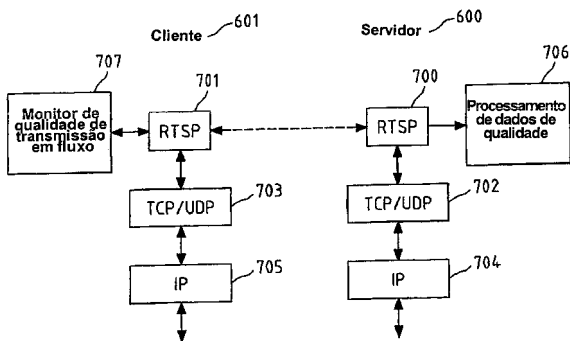 Cliente 601
Servidor 600
707
701
700
706
Monitor de
qualidade de
transmissão
em fluxo
RTSP
RTSP
Processamento
de dados de
qualidade
703
702
TCP/UDP
TCP/UDP
705
704
IP
IP